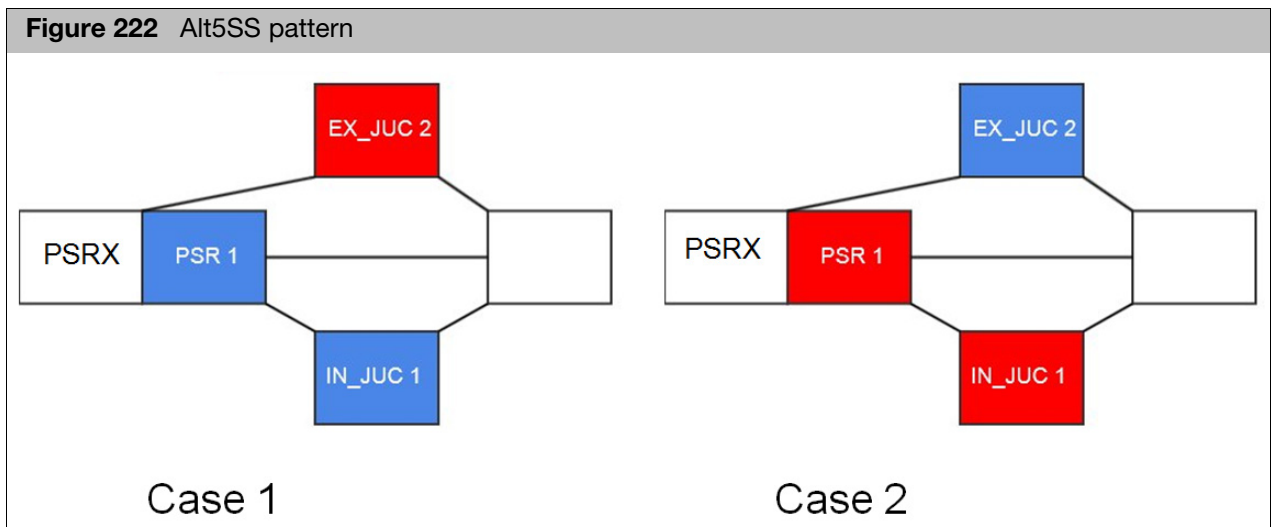 Figure 222 Alt5SS pattern
EX_JUC 2
PSRX
PSR 1
IN_JUC 1
Case 1
EX_JUC 2
PSRX
PSR 1
IN_JUC 1
Case 2